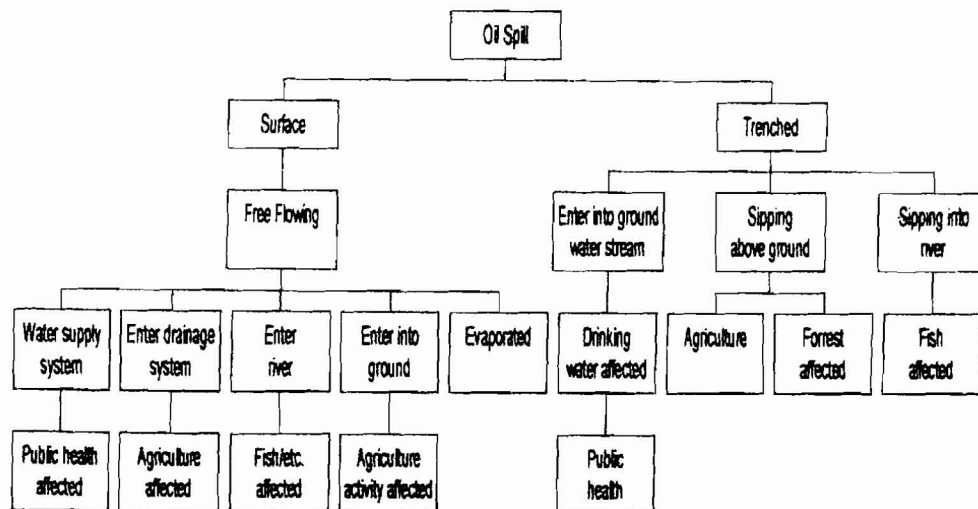 Oil Spill
Surface
Trenched
Free Flowing
Enter into ground
water stream
Sipping
above ground
Sipping into
river
Water supply
system
Enter drainage
system
Enter
river
Enter into
ground
Evaporated
Drinking
water affected
Agriculture
Forrest
affected
Fish
affected
Public health
affected
Agriculture
affected
Fish/etc.
affected
Agriculture
activity affected
Public
health